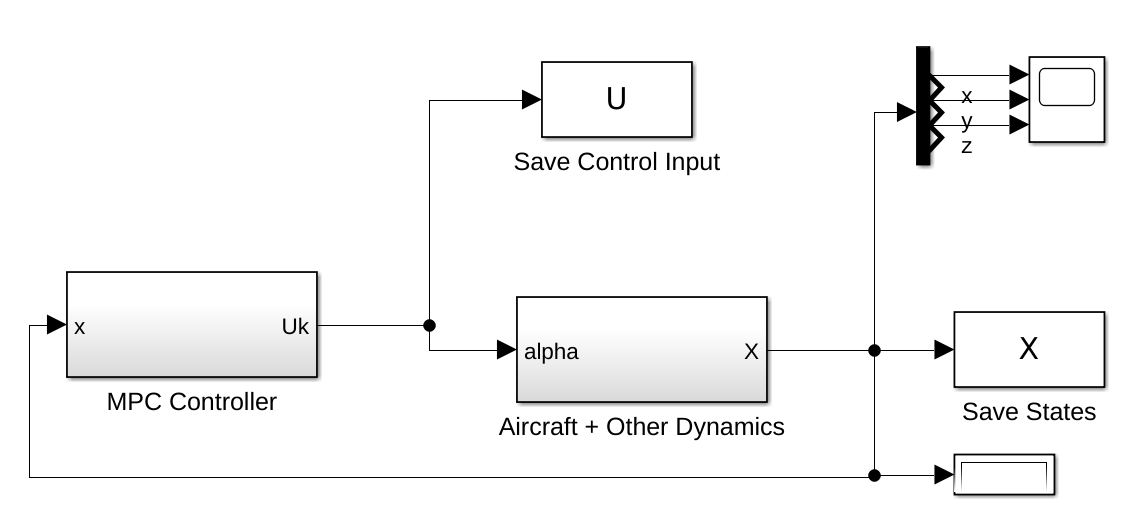 U
Save Control Input
x
y
z
x
Uk
MPC Controller
alpha
X
Aircraft + Other Dynamics
X
Save States